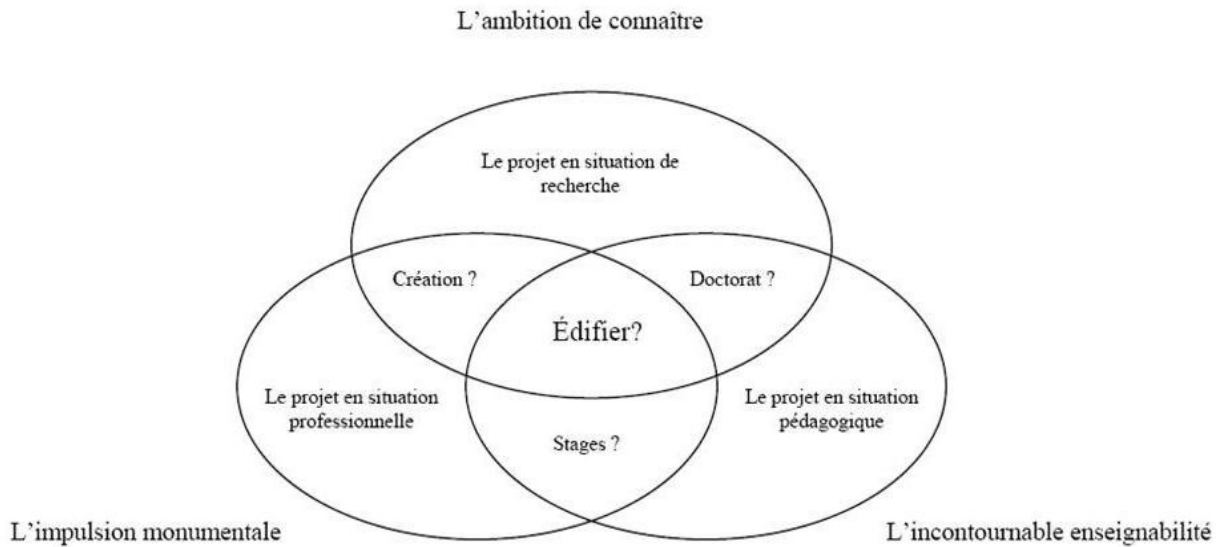 L’ambition de connaître
Le projet en situation de
recherche
Création ?
Doctorat ?
Édifier?
Le projet en situation
professionnelle
Le projet en situation
pédagogique
Stages ?
L’impulsion monumentale
L’incontournable enseignabilité